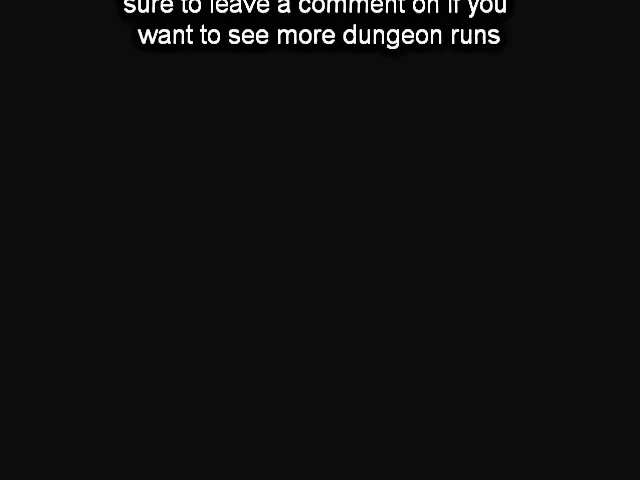 sure to leave a comment on if you
want to see more dungeon runs